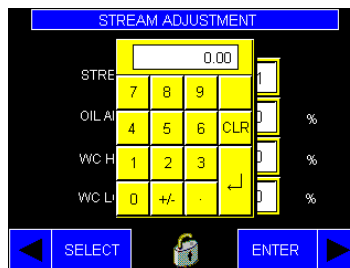 STREAM ADJUSTMENT
0.00
STRE 1
7 8 9
OIL A %
4 5 6 CLR
WC H %
1 2 3
WC L %
0 +/- .
SELECT ENTER